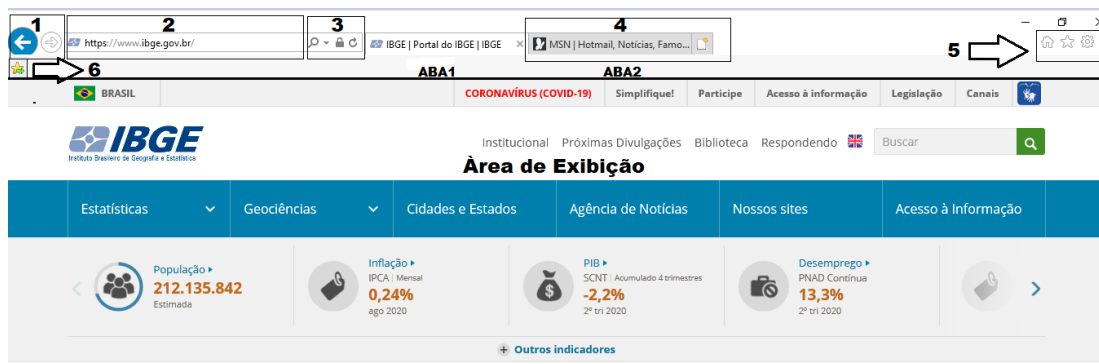 1 2 3 4
https://www.ibge.gov.br/ IBGE | Portal do IBGE | IBGE × MSN | Hotmail, Notícias, Famo... 5
6 ABA1 ABA2
BRASIL CORONAVÍRUS (COVID-19) Simplifique! Participe Acesso à informação Legislação Canais
IBGE Institucional Próximas Divulgações Biblioteca Respondendo Buscar
Instituto Brasileiro de Geografia e Estatística
Àrea de Exibição
Estatísticas Geociências Cidades e Estados Agência de Notícias Nossos sites Acesso à Informação
População Inflação PIB Desemprego
IPCA | Mensal SCNT | Acumulado 4 trimestres PNAD Contínua
212.135.842 0,24% -2,2% 13,3%
Estimada ago 2020 2º tri 2020 2º tri 2020
Outros indicadores